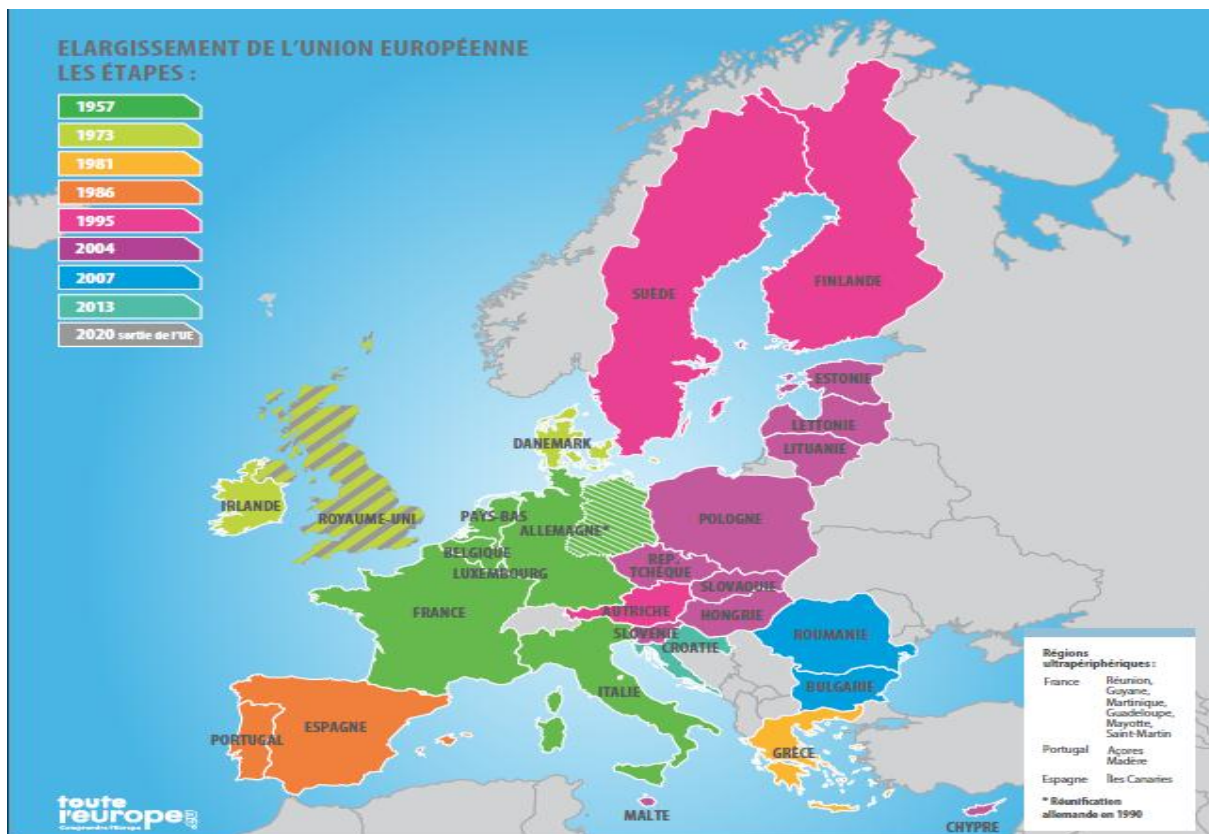 ELARGISSEMENT DE L'UNION EUROPÉENNE
LES ÉTAPES :
1957
1973
1981
1986
1995
2004
2007
2013
2020 sortie de l'UE
SUÈDE
FINLANDE
ESTONIE
LETTONIE
LITUANIE
DANEMARK
IRLANDE
ROYAUME-UNI
PAYS-BAS
ALLEMAGNE*
POLOGNE
BELGIQUE
LUXEMBOURG
RÉP.
TCHÈQUE
SLOVAQUIE
FRANCE
AUTRICHE
HONGRIE
SLOVÉNIE
CROATIE
ROUMANIE
ITALIE
BULGARIE
PORTUGAL
ESPAGNE
GRÈCE
MALTE
CHYPRE
Régions
ultrapériphériques :
France Réunion,
Guyane,
Martinique,
Guadeloupe,
Mayotte,
Saint-Martin
Portugal Açores
Madère
Espagne Îles Canaries
* Réunification
allemande en 1990
toute
l'europe
Comprendre l'Europe